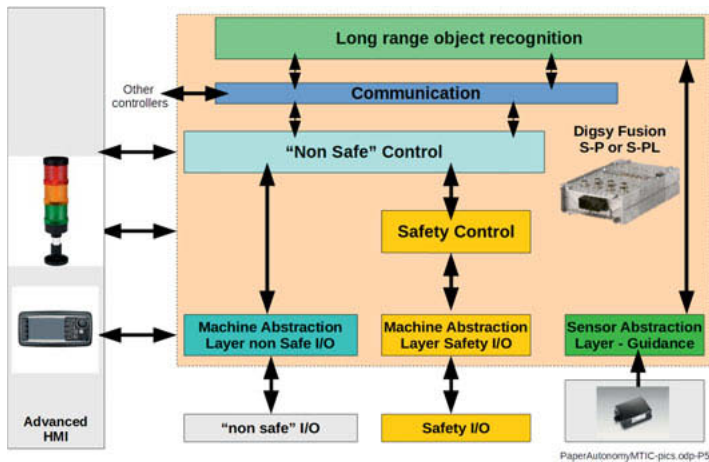 Long range object recognition
Other
controllers
Communication
“Non Safe” Control
Digsy Fusion
S-P or S-PL
Safety Control
Machine Abstraction
Layer non Safe I/O
Machine Abstraction
Layer Safety I/O
Sensor Abstraction
Layer - Guidance
Advanced
HMI
“non safe” I/O
Safety I/O
PaperAutonomyMTIC-pics.odp-P5